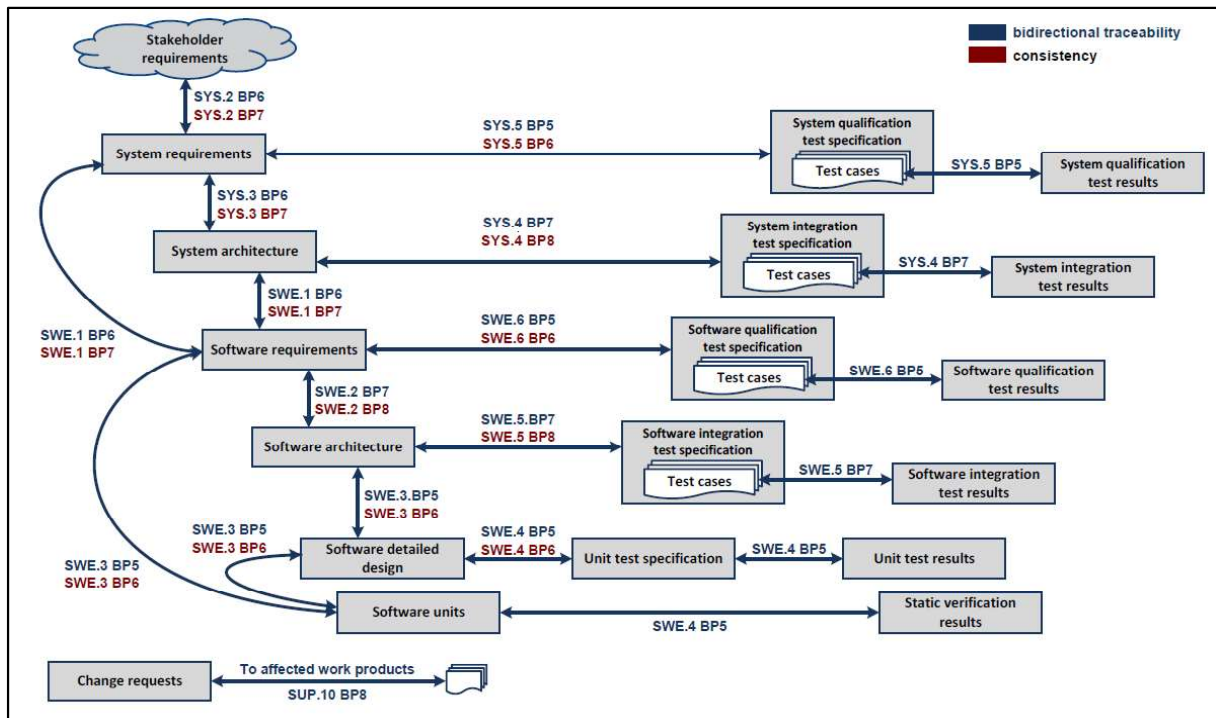 Stakeholder
requirements
bidirectional traceability
consistency
SYS.2 BP6
SYS.2 BP7
System requirements
SYS.5 BP5
SYS.5 BP6
System qualification
test specification
Test cases
SYS.5 BP5
System qualification
test results
SYS.3 BP6
SYS.3 BP7
System architecture
SYS.4 BP7
SYS.4 BP8
System integration
test specification
Test cases
SYS.4 BP7
System integration
test results
SWE.1 BP6
SWE.1 BP7
SWE.1 BP6
SWE.1 BP7
Software requirements
SWE.6 BP5
SWE.6 BP6
Software qualification
test specification
Test cases
SWE.6 BP5
Software qualification
test results
SWE.2 BP7
SWE.2 BP8
Software architecture
SWE.5.BP7
SWE.5 BP8
Software integration
test specification
Test cases
SWE.5 BP7
Software integration
test results
SWE.3.BP5
SWE.3 BP6
SWE.3 BP5
SWE.3 BP6
SWE.3 BP5
SWE.3 BP6
Software detailed
design
SWE.4 BP5
SWE.4 BP6
Unit test specification
SWE.4 BP5
Unit test results
Software units
SWE.4 BP5
Static verification
results
Change requests
To affected work products
SUP.10 BP8